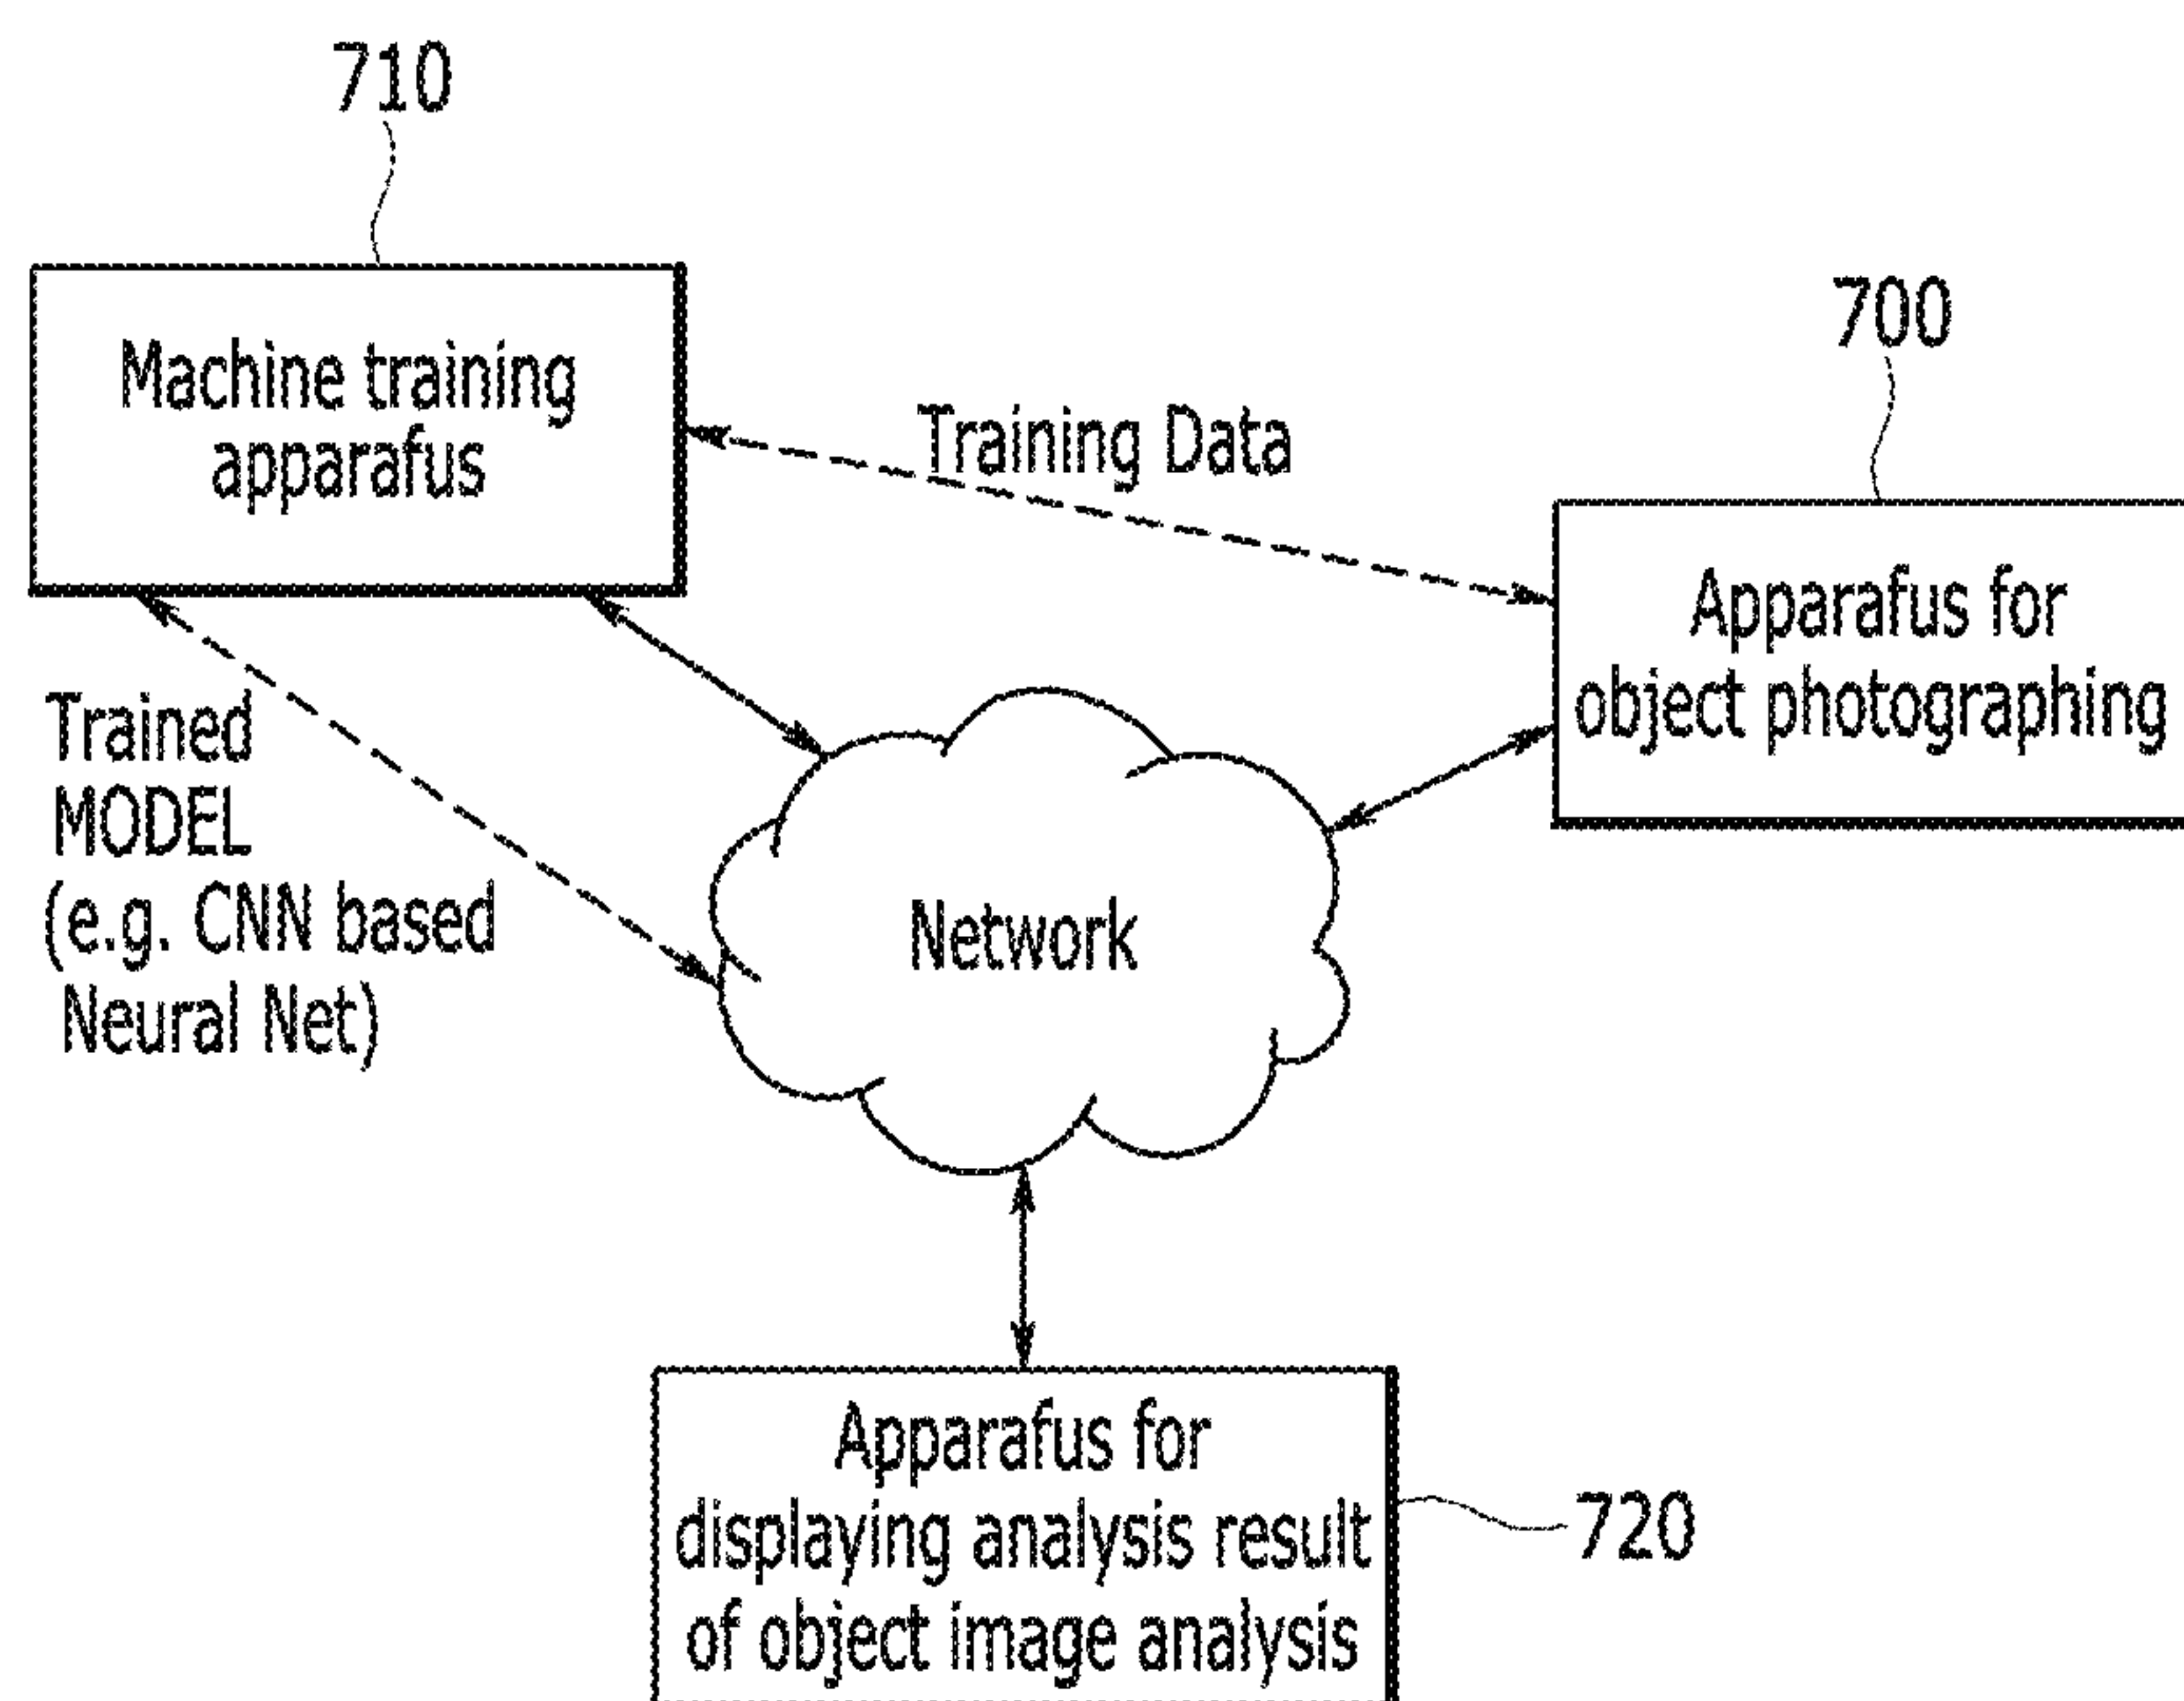 710
Machine training
apparafus
700
Training Data
Apparafus for
object photographing
Trained
MODEL
(e.g. CNN based
Neural Net)
Network
Apparafus for
displaying analysis result
of object image analysis
720